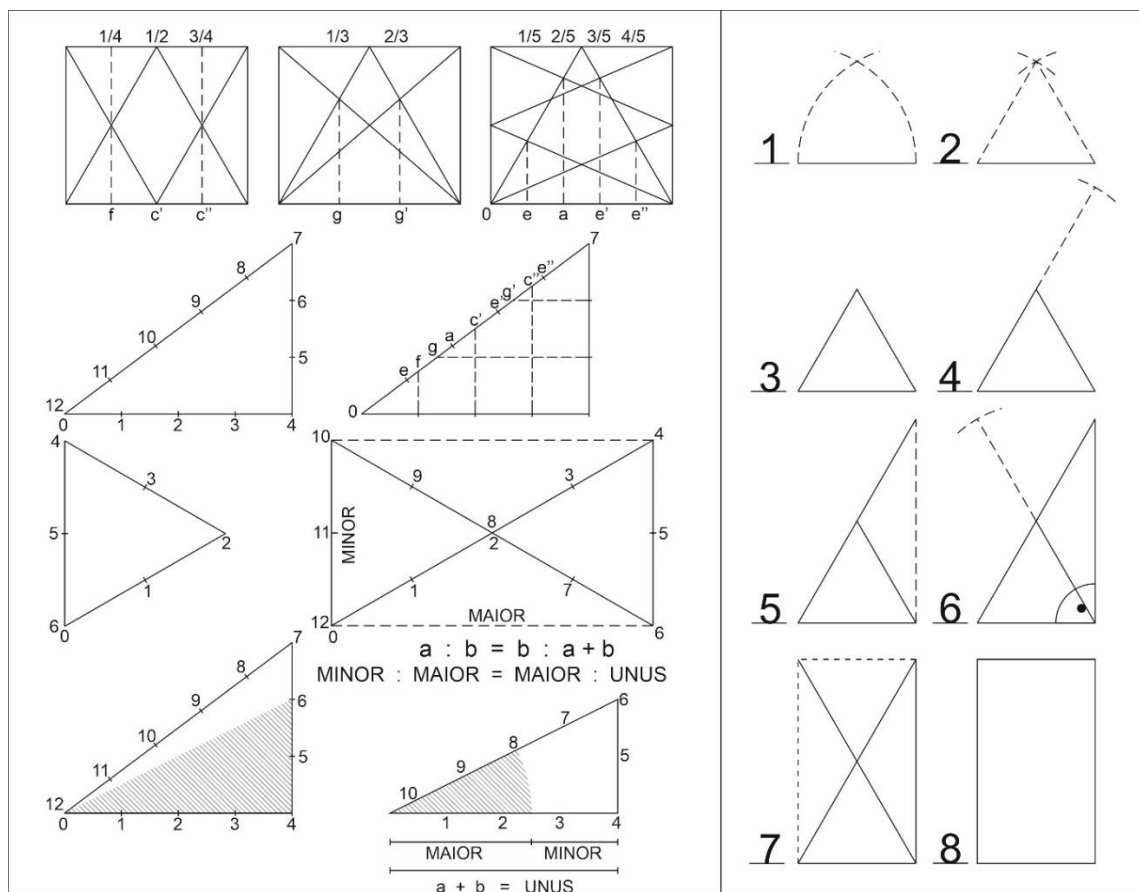 1/4 1/2 3/4
f c' c''
1/3 2/3
g g'
1/5 2/5 3/5 4/5
0 e a e' e''
7
8
9 6
10
11 5
12
0 1 2 3 4
7
e''
c''
g'
e'
c'
a
g
f
e
0
4
3
5
2
1
6
0
10 4
9 3
8
11 MINOR 5
2
1 7
12 MAIOR
0 6
a : b = b : a + b
MINOR : MAIOR = MAIOR : UNUS
7
8
9 6
10
11 5
12
0 1 2 3 4
6
7
8
9 5
10
1 2 3 4
MAIOR MINOR
a + b = UNUS
1 2
3 4
5 6
7 8